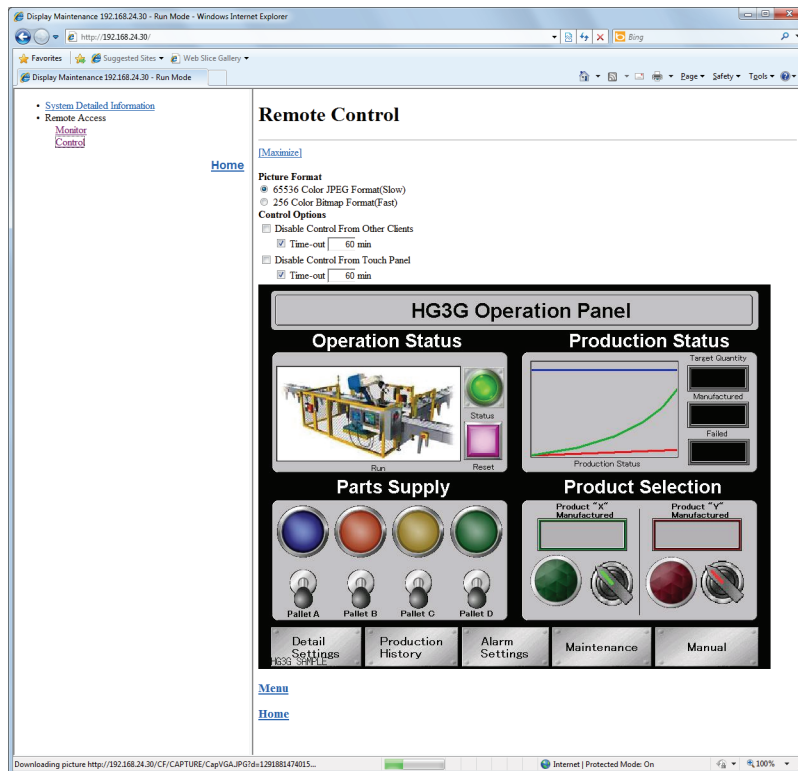 Display Maintenance 192.168.24.30 - Run Mode - Windows Internet Explorer
http://192.168.24.30/
Bing
Favorites
Suggested Sites
Web Slice Gallery
Display Maintenance 192.168.24.30 - Run Mode
Page
Safety
Tools
System Detailed Information
Remote Access
Monitor
Control
Home
Remote Control
[Maximize]
Picture Format
65536 Color JPEG Format(Slow)
256 Color Bitmap Format(Fast)
Control Options
Disable Control From Other Clients
Time-out 60 min
Disable Control From Touch Panel
Time-out 60 min
HG3G Operation Panel
Operation Status
Production Status
Target Quantity
Manufactured
Status
Failed
Run
Reset
Production Status
Parts Supply
Product Selection
Product "X"
Manufactured
Product "Y"
Manufactured
Pallet A
Pallet B
Pallet C
Pallet D
Detail
Settings
Production
History
Alarm
Settings
Maintenance
Manual
HG3G SAMPLE
Menu
Home
Downloading picture http://192.168.24.30/CF/CAPTURE/CapVGA.JPG?d=1291881474015...
Internet | Protected Mode: On
100%